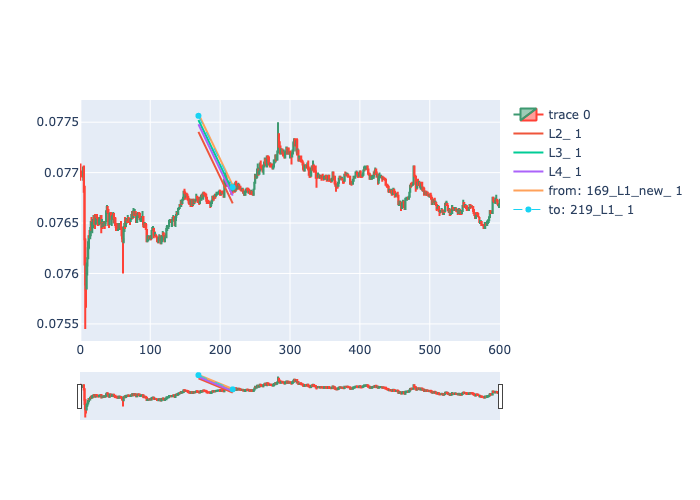 0.0775
0.077
0.0765
0.076
0.0755
0 100 200 300 400 500 600
trace 0
L2_ 1
L3_ 1
L4_ 1
from: 169_L1_new_ 1
to: 219_L1_ 1